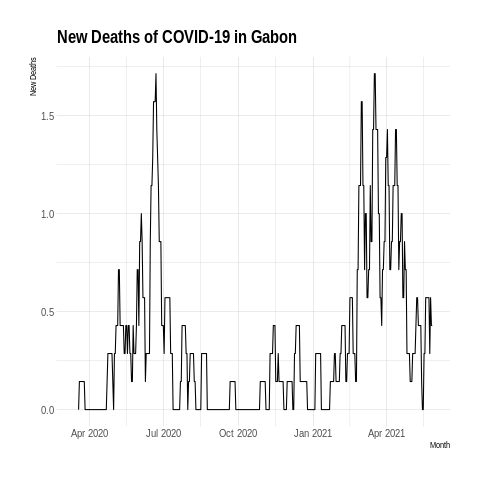 New Deaths of COVID-19 in Gabon
New Deaths
1.5
1.0
0.5
0.0
Apr 2020 Jul 2020 Oct 2020 Jan 2021 Apr 2021
Month